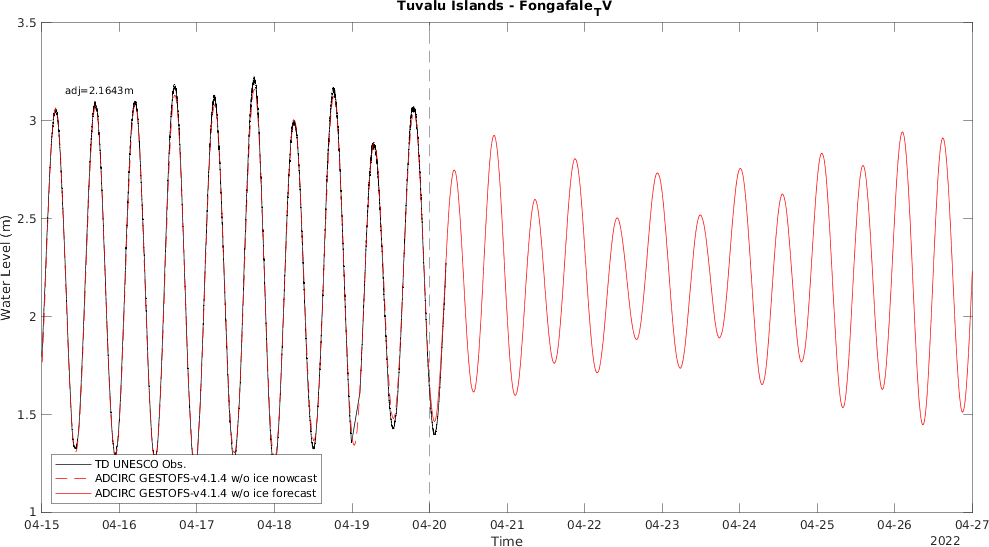 Tuvalu Islands - FongafaleTV
3.5
adj=2.1643m
3
2.5
Water Level (m)
2
1.5
TD UNESCO Obs.
ADCIRC GESTOFS-v4.1.4 w/o ice nowcast
ADCIRC GESTOFS-v4.1.4 w/o ice forecast
1
04-15 04-16 04-17 04-18 04-19 04-20 04-21 04-22 04-23 04-24 04-25 04-26 04-27
Time
2022